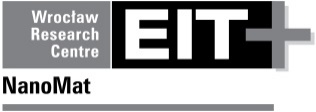 Wrocław
Research
Centre
EIT+
NanoMat